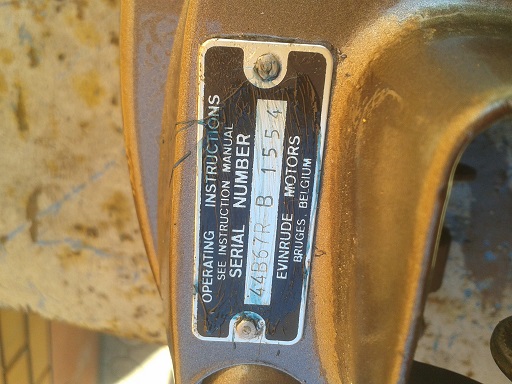 OPERATING INSTRUCTIONS
SEE INSTRUCTION MANUAL
SERIAL NUMBER
44B67R B 1554
EVINRUDE MOTORS
BRUGES, BELGIUM